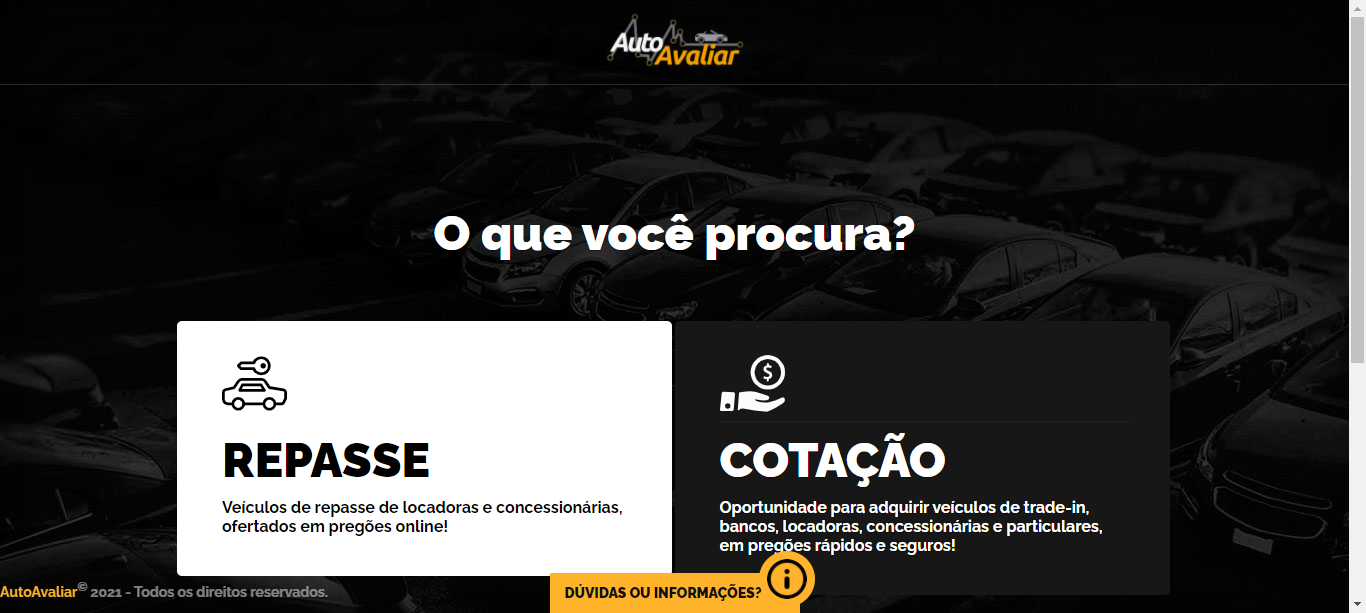 Auto
Avaliar
O que você procura?
REPASSE
Veículos de repasse de locadoras e concessionárias,
ofertados em pregões online!
$
COTAÇÃO
Oportunidade para adquirir veículos de trade-in,
bancos, locadoras, concessionárias e particulares,
em pregões rápidos e seguros!
AutoAvaliar© 2021 - Todos os direitos reservados.
DÚVIDAS OU INFORMAÇÕES?